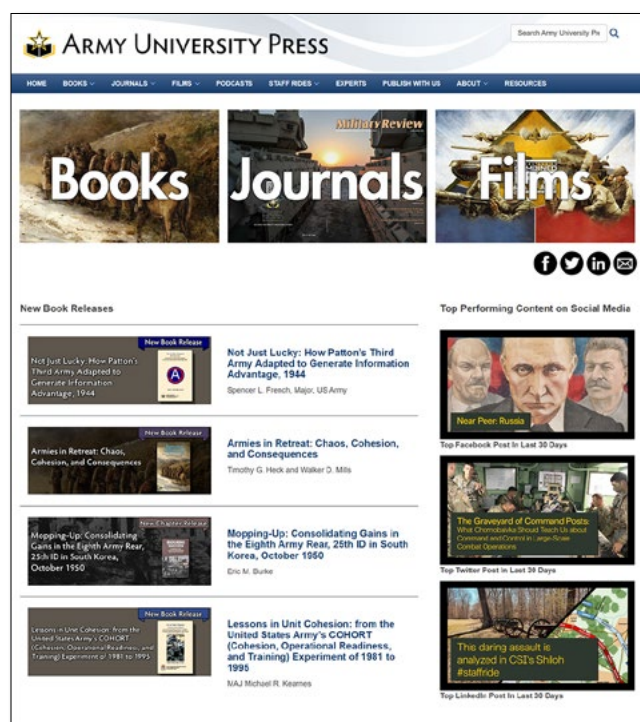 ARMY UNIVERSITY PRESS
Search Army University Pr
HOME BOOKS JOURNALS FILMS PODCASTS STAFF RIDES EXPERTS PUBLISH WITH US ABOUT RESOURCES
Books
Military Review
Journals
Films
New Book Releases
New Book Release
Not Just Lucky: How Patton's Third
Army Adapted to
Generate Information
Advantage, 1944
Not Just Lucky: How Patton's Third
Army Adapted to Generate Information
Advantage, 1944
Spencer L. French, Major, US Army
New Book Release
Armies in Retreat: Chaos,
Cohesion, and Consequences
Armies in Retreat: Chaos, Cohesion, and
Consequences
Timothy G. Heck and Walker D. Mills
New Chapter Release
Mopping-Up: Consolidating
Gains in the Eighth Army Rear,
25th ID in South Korea,
October 1950
Mopping-Up: Consolidating Gains in
the Eighth Army Rear, 25th ID in South
Korea, October 1950
Eric M. Burke
New Book Release
Lessons in Unit Cohesion: from the
United States Army's COHORT
(Cohesion, Operational Readiness, and
Training) Experiment of 1981 to
1995
Lessons in Unit Cohesion: from the
United States Army's COHORT
(Cohesion, Operational Readiness,
and Training) Experiment of 1981 to
1995
MAJ Michael R. Kearnes
Top Performing Content on Social Media
Near Peer: Russia
Top Facebook Post In Last 30 Days
The Graveyard of Command Posts:
What Chornobaivka Should Teach Us about
Command and Control in Large-Scale
Combat Operations
Top Twitter Post in Last 30 Days
This daring assault is
analyzed in CSI's Shiloh
#staffride
Top LinkedIn Post In Last 30 Days